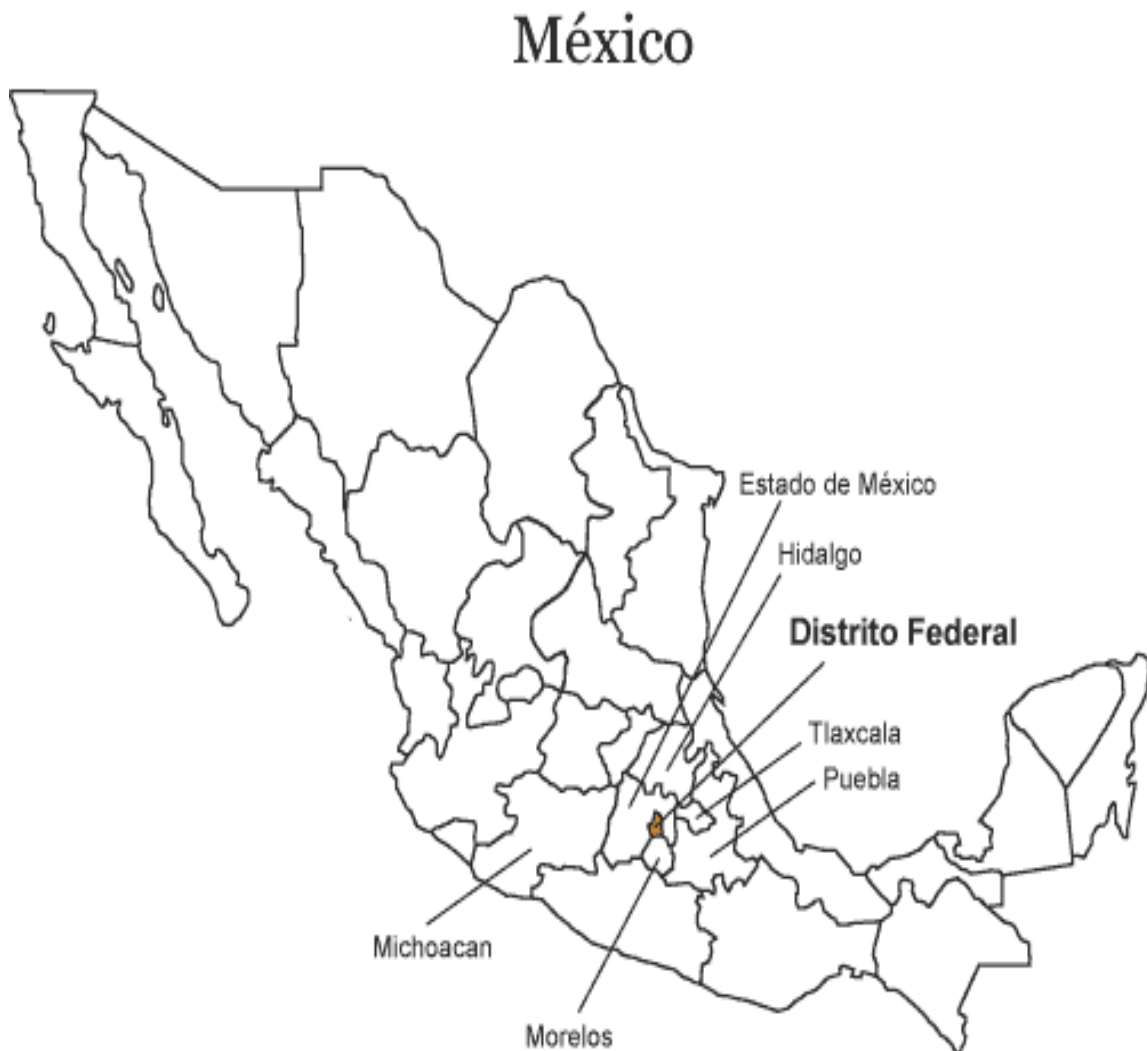 México
Estado de México
Hidalgo
Distrito Federal
Tlaxcala
Puebla
Michoacan
Morelos